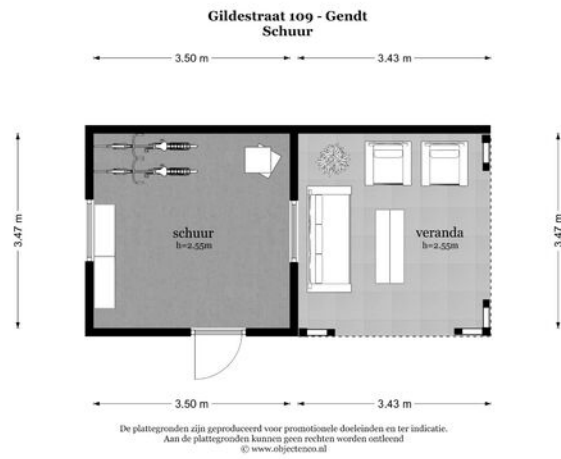 Gildestraat 109 - Gendt
Schuur
3.50 m
3.43 m
3.47 m
schuur
h=2.55m
veranda
h=2.55m
3.47 m
3.50 m
3.43 m
De plattegronden zijn geproduceerd voor promotionele doeleinden en ter indicatie.
Aan de plattegronden kunnen geen rechten worden ontleend
© www.objectenco.nl